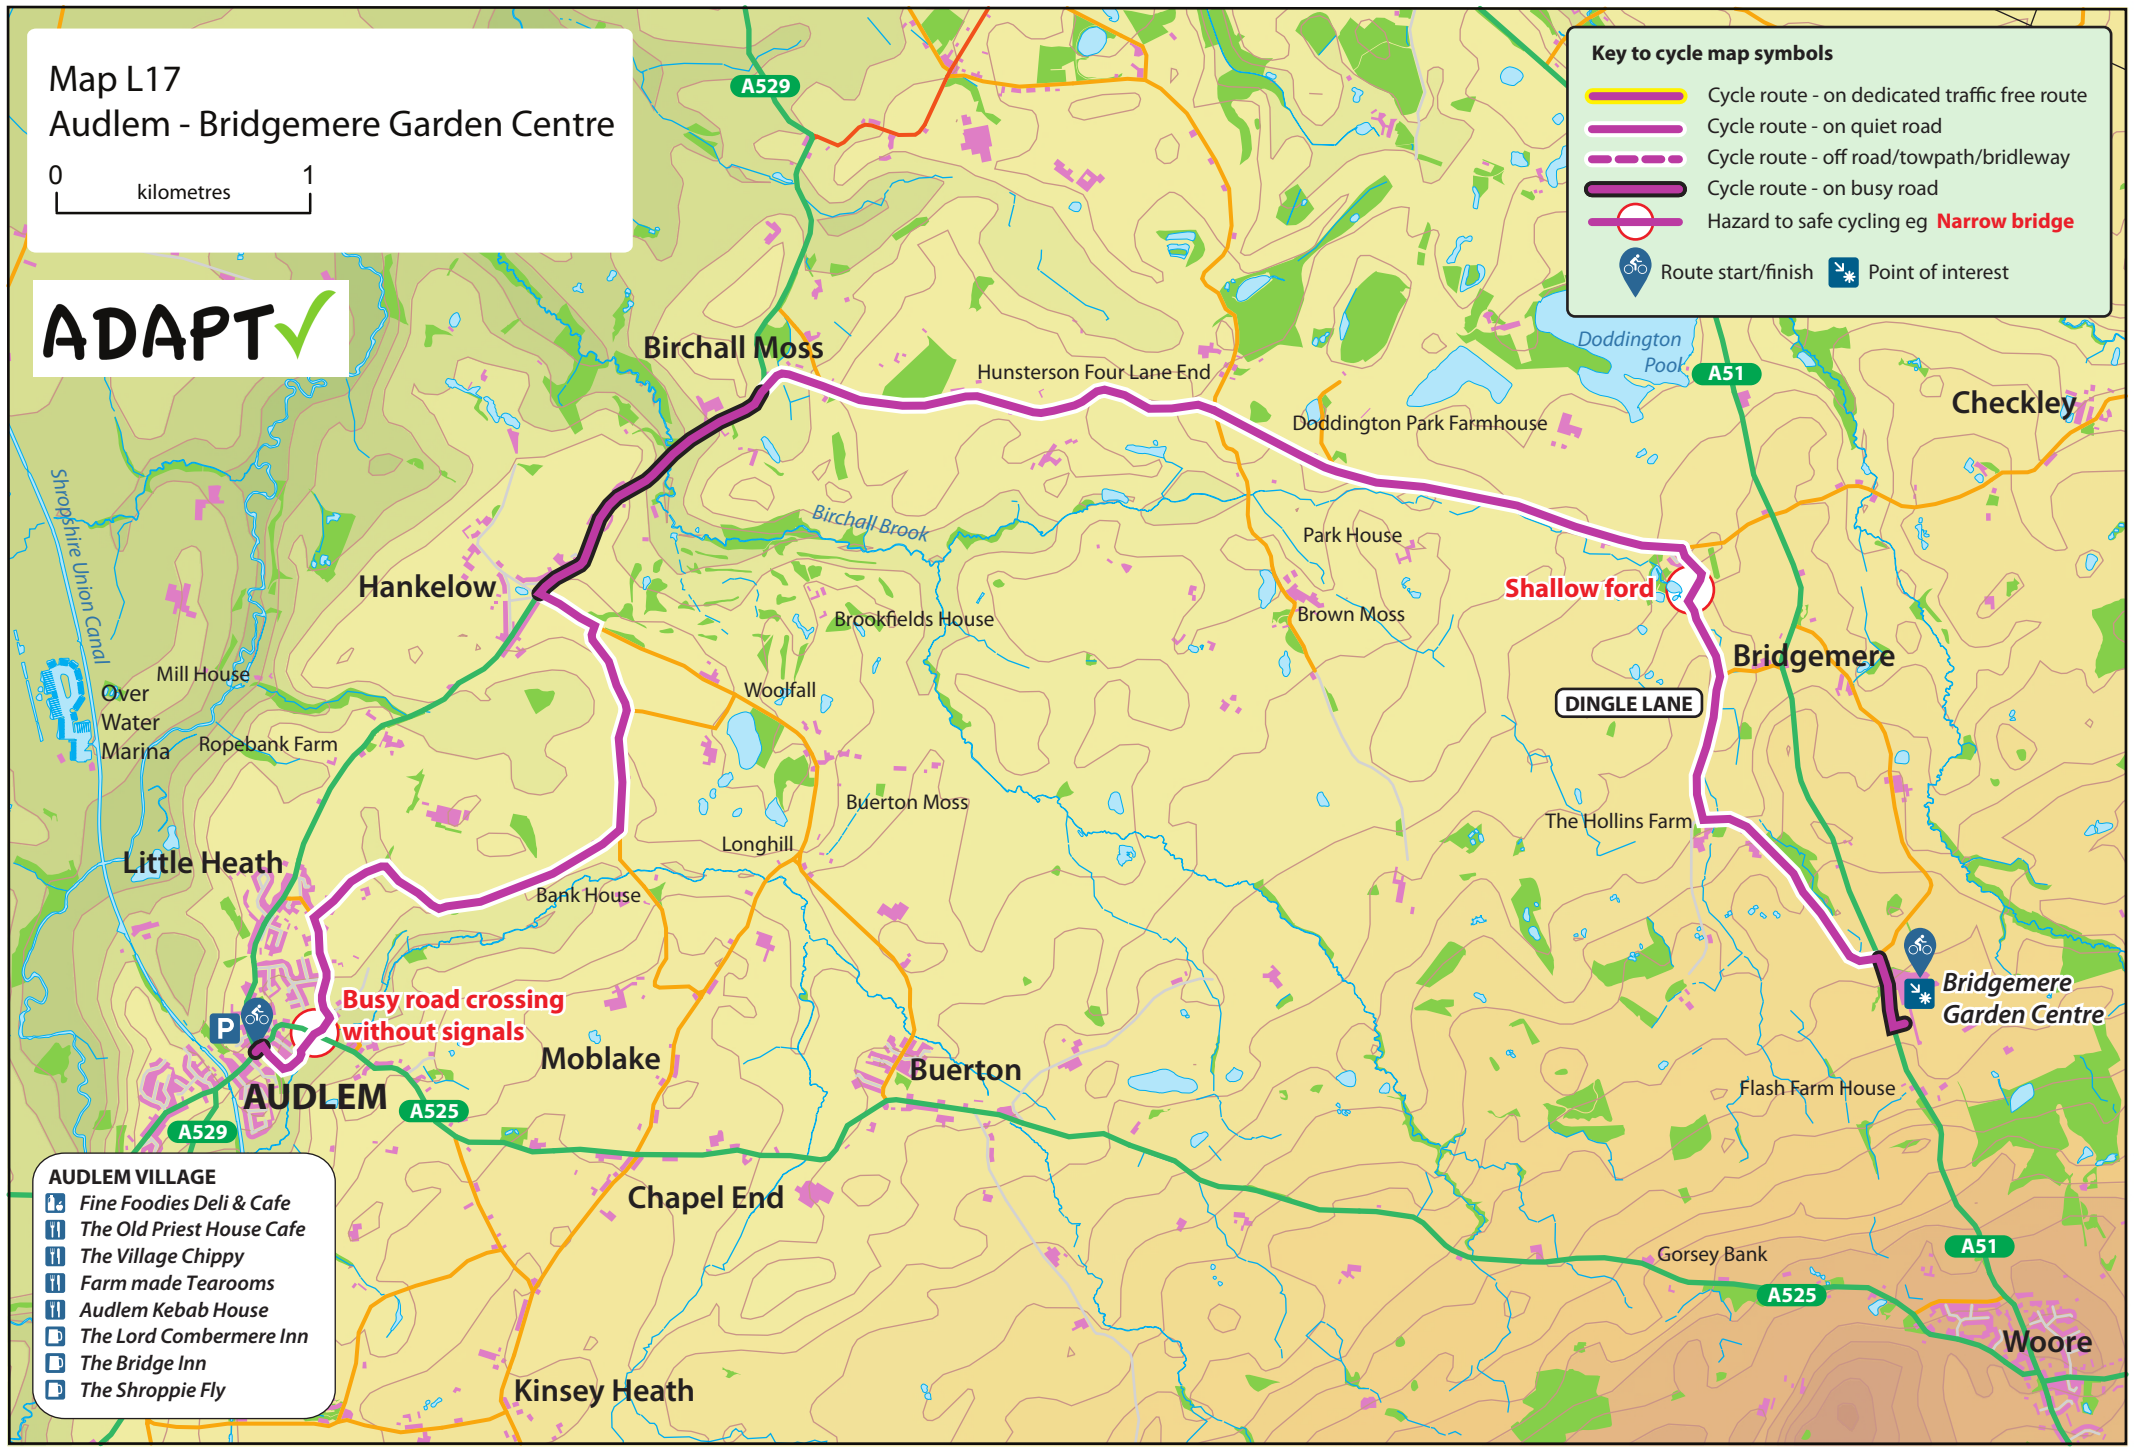 Map L17
Audlem - Bridgemere Garden Centre
0 1
kilometres
ADAPT
Key to cycle map symbols
Cycle route - on dedicated traffic free route
Cycle route - on quiet road
Cycle route - off road/towpath/bridleway
Cycle route - on busy road
Hazard to safe cycling eg Narrow bridge
Route start/finish
Point of interest
A529
Birchall Moss
Hunsterson Four Lane End
Doddington
Pool
A51
Checkley
Doddington Park Farmhouse
Shropshire Union Canal
Birchall Brook
Park House
Hankelow
Shallow ford
Brookfields House
Brown Moss
Bridgemere
Mill House
Over
Water
Marina
Woolfall
DINGLE LANE
Ropebank Farm
Buerton Moss
The Hollins Farm
Longhill
Little Heath
Bank House
Busy road crossing
without signals
P
Bridgemere
Garden Centre
Moblake
Buerton
AUDLEM
A525
Flash Farm House
A529
Chapel End
AUDLEM VILLAGE
Fine Foodies Deli & Cafe
The Old Priest House Cafe
The Village Chippy
Farm made Tearooms
Audlem Kebab House
The Lord Combermere Inn
The Bridge Inn
The Shroppie Fly
Gorsey Bank
A51
A525
Woore
Kinsey Heath